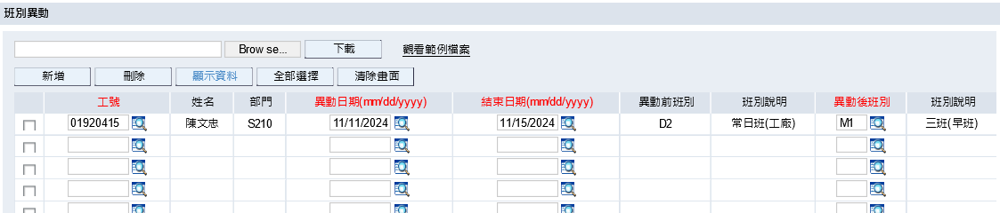 班別異動
Browse... 下載 觀看範例檔案
新增 刪除 顯示資料 全部選擇 清除畫面
工號 姓名 部門 異動日期(mm/dd/yyyy) 結束日期(mm/dd/yyyy) 異動前班別 班別說明 異動後班別 班別說明
01920415 陳文忠 S210 11/11/2024 11/15/2024 D2 常日班(工廠) M1 三班(早班)